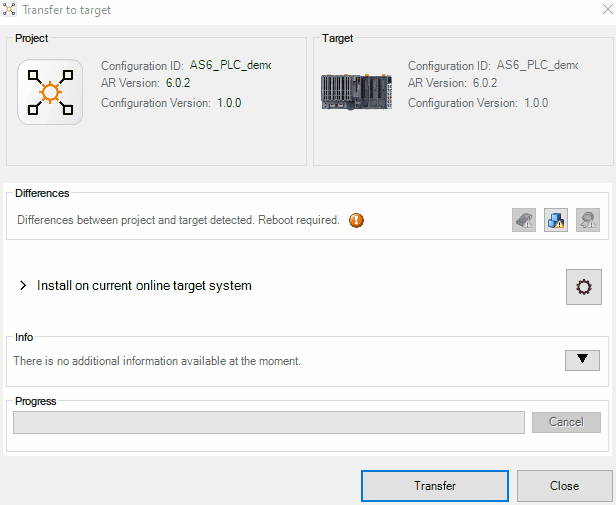 Transfer to target
Project
Configuration ID: AS6_PLC_demo
AR Version: 6.0.2
Configuration Version: 1.0.0
Target
Configuration ID: AS6_PLC_demo
AR Version: 6.0.2
Configuration Version: 1.0.0
Differences
Differences between project and target detected. Reboot required.
Install on current online target system
Info
There is no additional information available at the moment.
Progress
Cancel
Transfer
Close